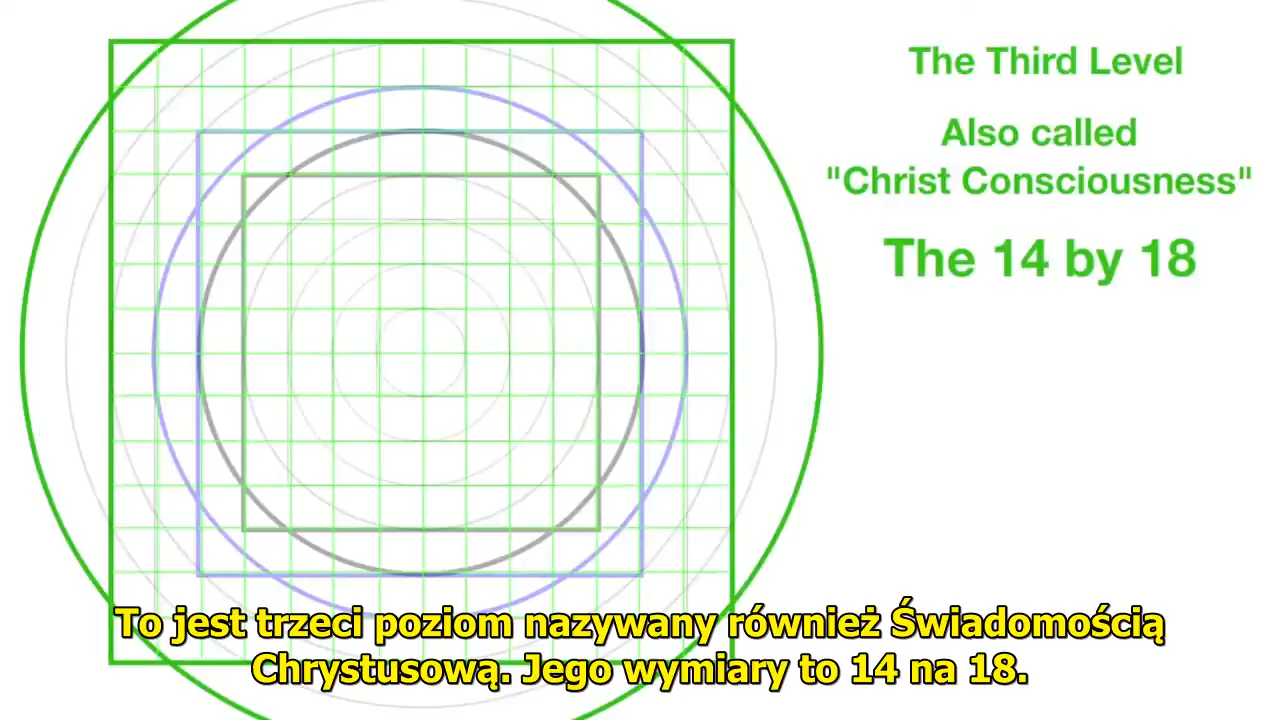 The Third Level
Also called
"Christ Consciousness"
The 14 by 18
To jest trzeci poziom nazywany również Świadomością
Chrystusową. Jego wymiary to 14 na 18.